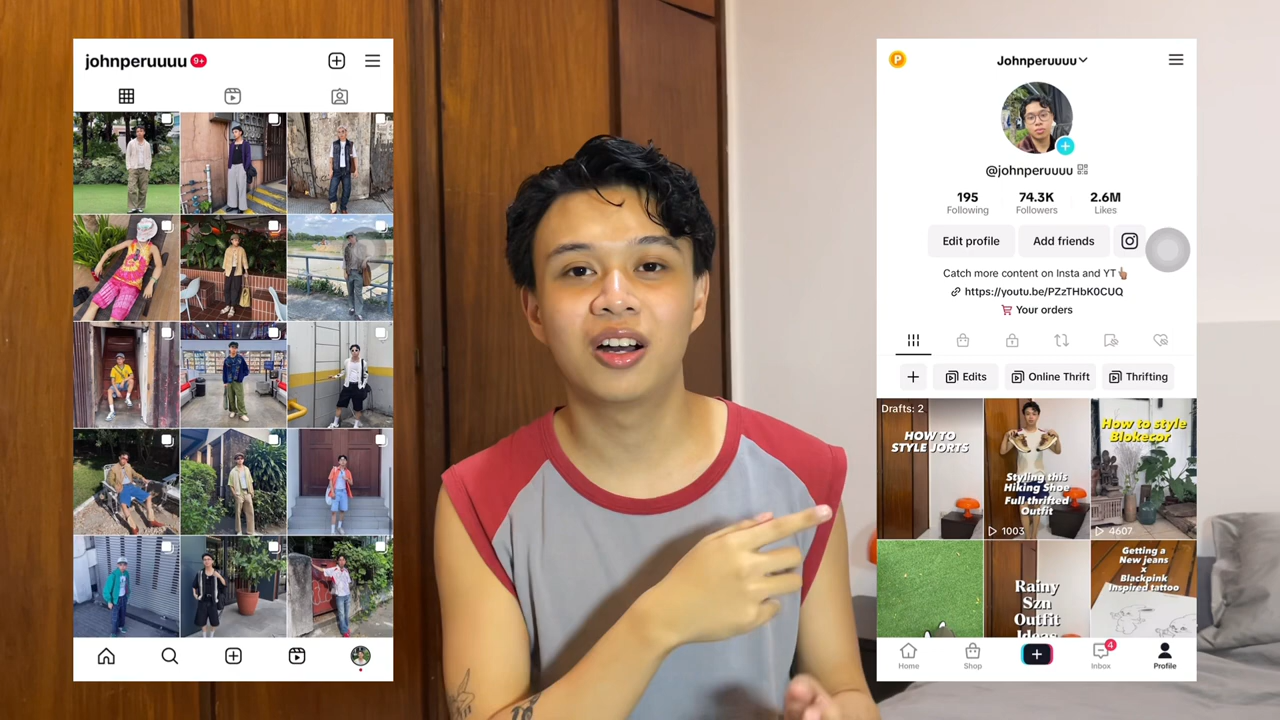 johnperuuuu 9+
P
Johnperuuuu
@johnperuuuu
195 74.3K 2.6M
Following Followers Likes
Edit profile Add friends
Catch more content on Insta and YT
https://youtu.be/PZzTHbK0CUQ
Your orders
Edits Online Thrift Thrifting
Drafts: 2
HOW TO
STYLE JORTS
Styling this
Hiking Shoe
Full thrifted
Outfit
1003
How to style
Blokecor
4607
Rainy
Szn
Outfit
Ideas
Getting a
New jeans
x
Blackpink
Inspired tattoo
4
Home Shop Inbox Profile